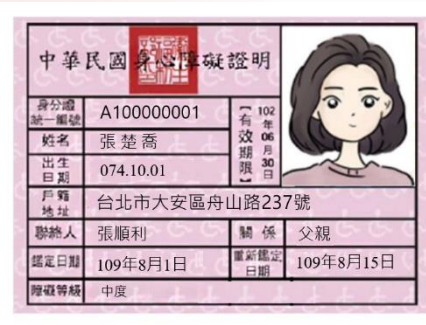 中華民國身心障礙證明
身分證
統一編號
A100000001
【有效期限】
102年06月30日
姓名
張楚喬
出生
日期
074.10.01
戶籍
地址
台北市大安區舟山路237號
聯絡人
張順利
關係
父親
鑑定日期
109年8月1日
重新鑑定
日期
109年8月15日
障礙等級
中度